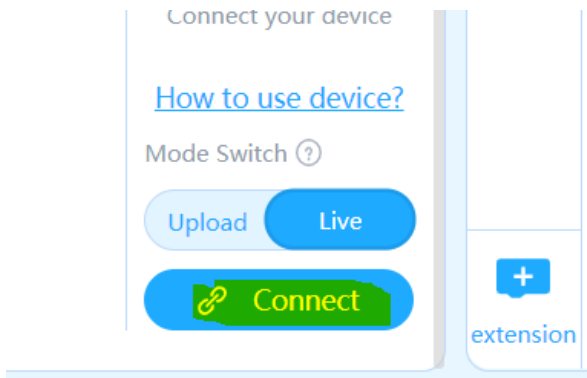 Connect your device
How to use device?
Mode Switch ?
Upload Live
Connect
extension